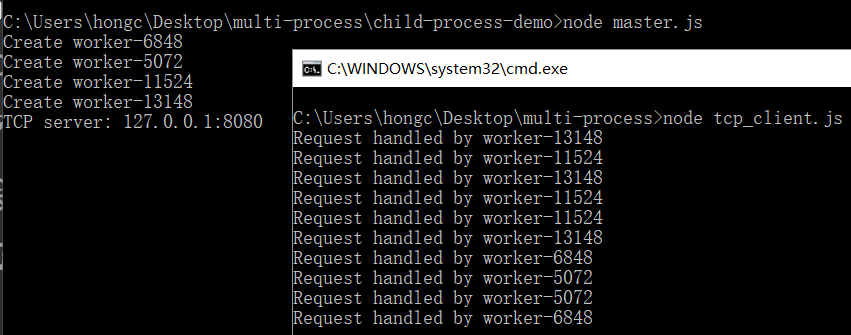 C:\Users\hongc\Desktop\multi-process\child-process-demo>node master.js
Create worker-6848
Create worker-5072
Create worker-11524
Create worker-13148
TCP server: 127.0.0.1:8080
C:\WINDOWS\system32\cmd.exe
C:\Users\hongc\Desktop\multi-process>node tcp_client.js
Request handled by worker-13148
Request handled by worker-11524
Request handled by worker-13148
Request handled by worker-11524
Request handled by worker-11524
Request handled by worker-13148
Request handled by worker-6848
Request handled by worker-5072
Request handled by worker-5072
Request handled by worker-6848